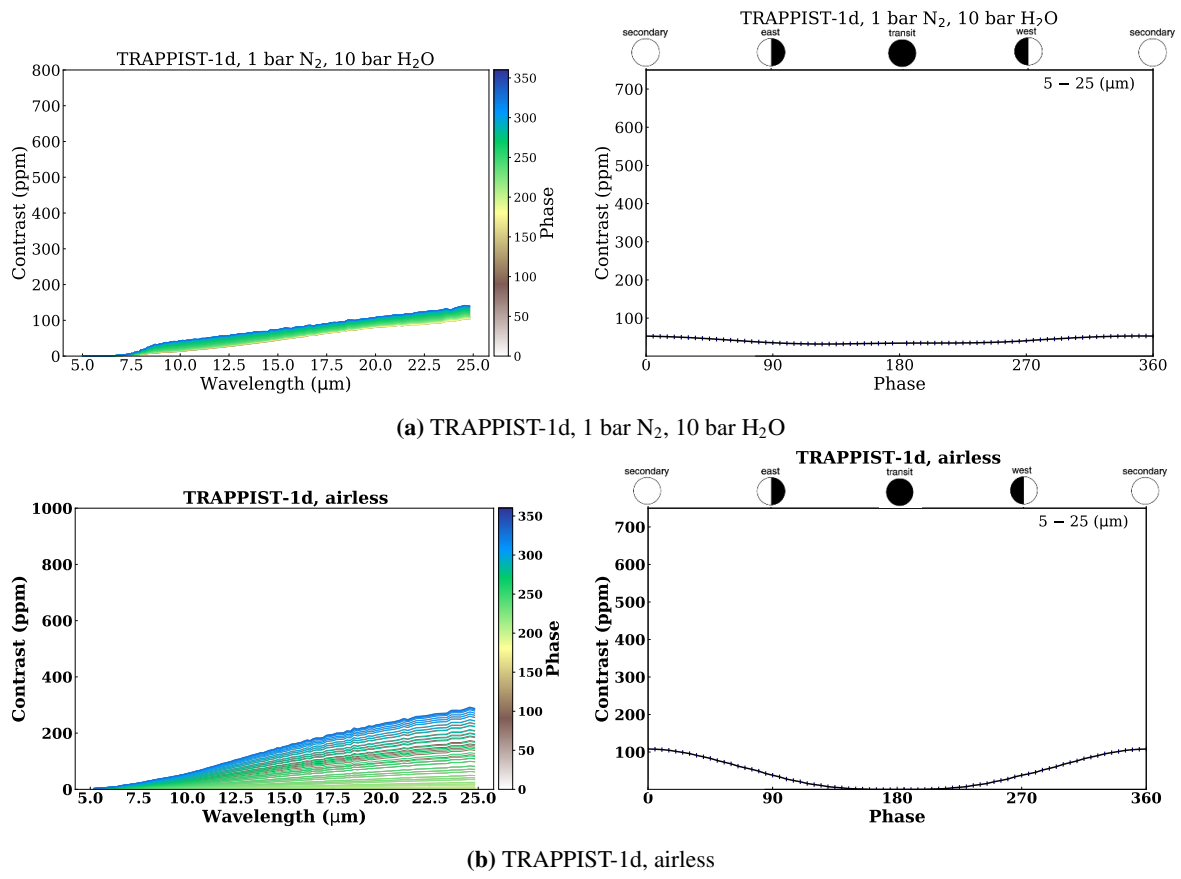 TRAPPIST-1d, 1 bar N₂, 10 bar H₂O
800
700
600
500
400
300
200
100
0
Contrast (ppm)
5.0 7.5 10.0 12.5 15.0 17.5 20.0 22.5 25.0
Wavelength (μm)
350
300
250
200
150
100
50
0
Phase
TRAPPIST-1d, 1 bar N₂, 10 bar H₂O
secondary east transit west secondary
5 − 25 (μm)
700
600
500
400
300
200
100
Contrast (ppm)
0 90 180 270 360
Phase
(a) TRAPPIST-1d, 1 bar N₂, 10 bar H₂O
TRAPPIST-1d, airless
1000
800
600
400
200
0
Contrast (ppm)
5.0 7.5 10.0 12.5 15.0 17.5 20.0 22.5 25.0
Wavelength (μm)
350
300
250
200
150
100
50
0
Phase
TRAPPIST-1d, airless
secondary east transit west secondary
5 − 25 (μm)
700
600
500
400
300
200
100
Contrast (ppm)
0 90 180 270 360
Phase
(b) TRAPPIST-1d, airless